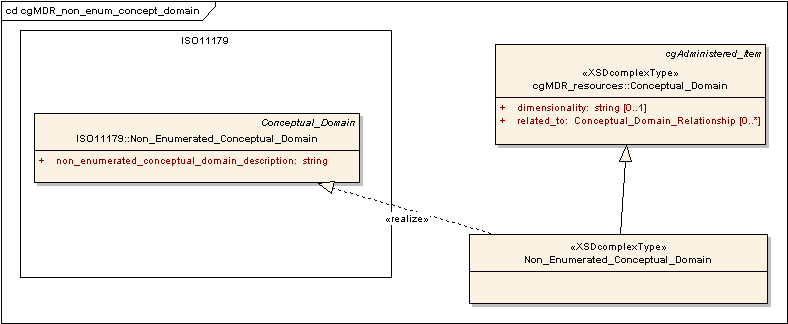 cd cgMDR_non_enum_concept_domain
ISO11179
Conceptual_Domain
ISO11179::Non_Enumerated_Conceptual_Domain
+ non_enumerated_conceptual_domain_description: string
cgAdministered_Item
«XSDcomplexType»
cgMDR_resources::Conceptual_Domain
+ dimensionality: string [0..1]
+ related_to: Conceptual_Domain_Relationship [0..*]
«realize»
«XSDcomplexType»
Non_Enumerated_Conceptual_Domain